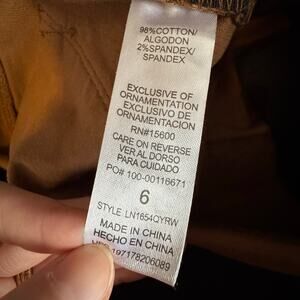 98%COTTON/
ALGODON
2%SPANDEX/
SPANDEX
EXCLUSIVE OF
ORNAMENTATION
EXCLUSIVO DE
ORNAMENTACION
RN#15600
CARE ON REVERSE
VER AL DORSO
PARA CUIDADO
PO# 100-00116671
6
STYLE LN1654QYRW
MADE IN CHINA
HECHO EN CHINA
197178206089